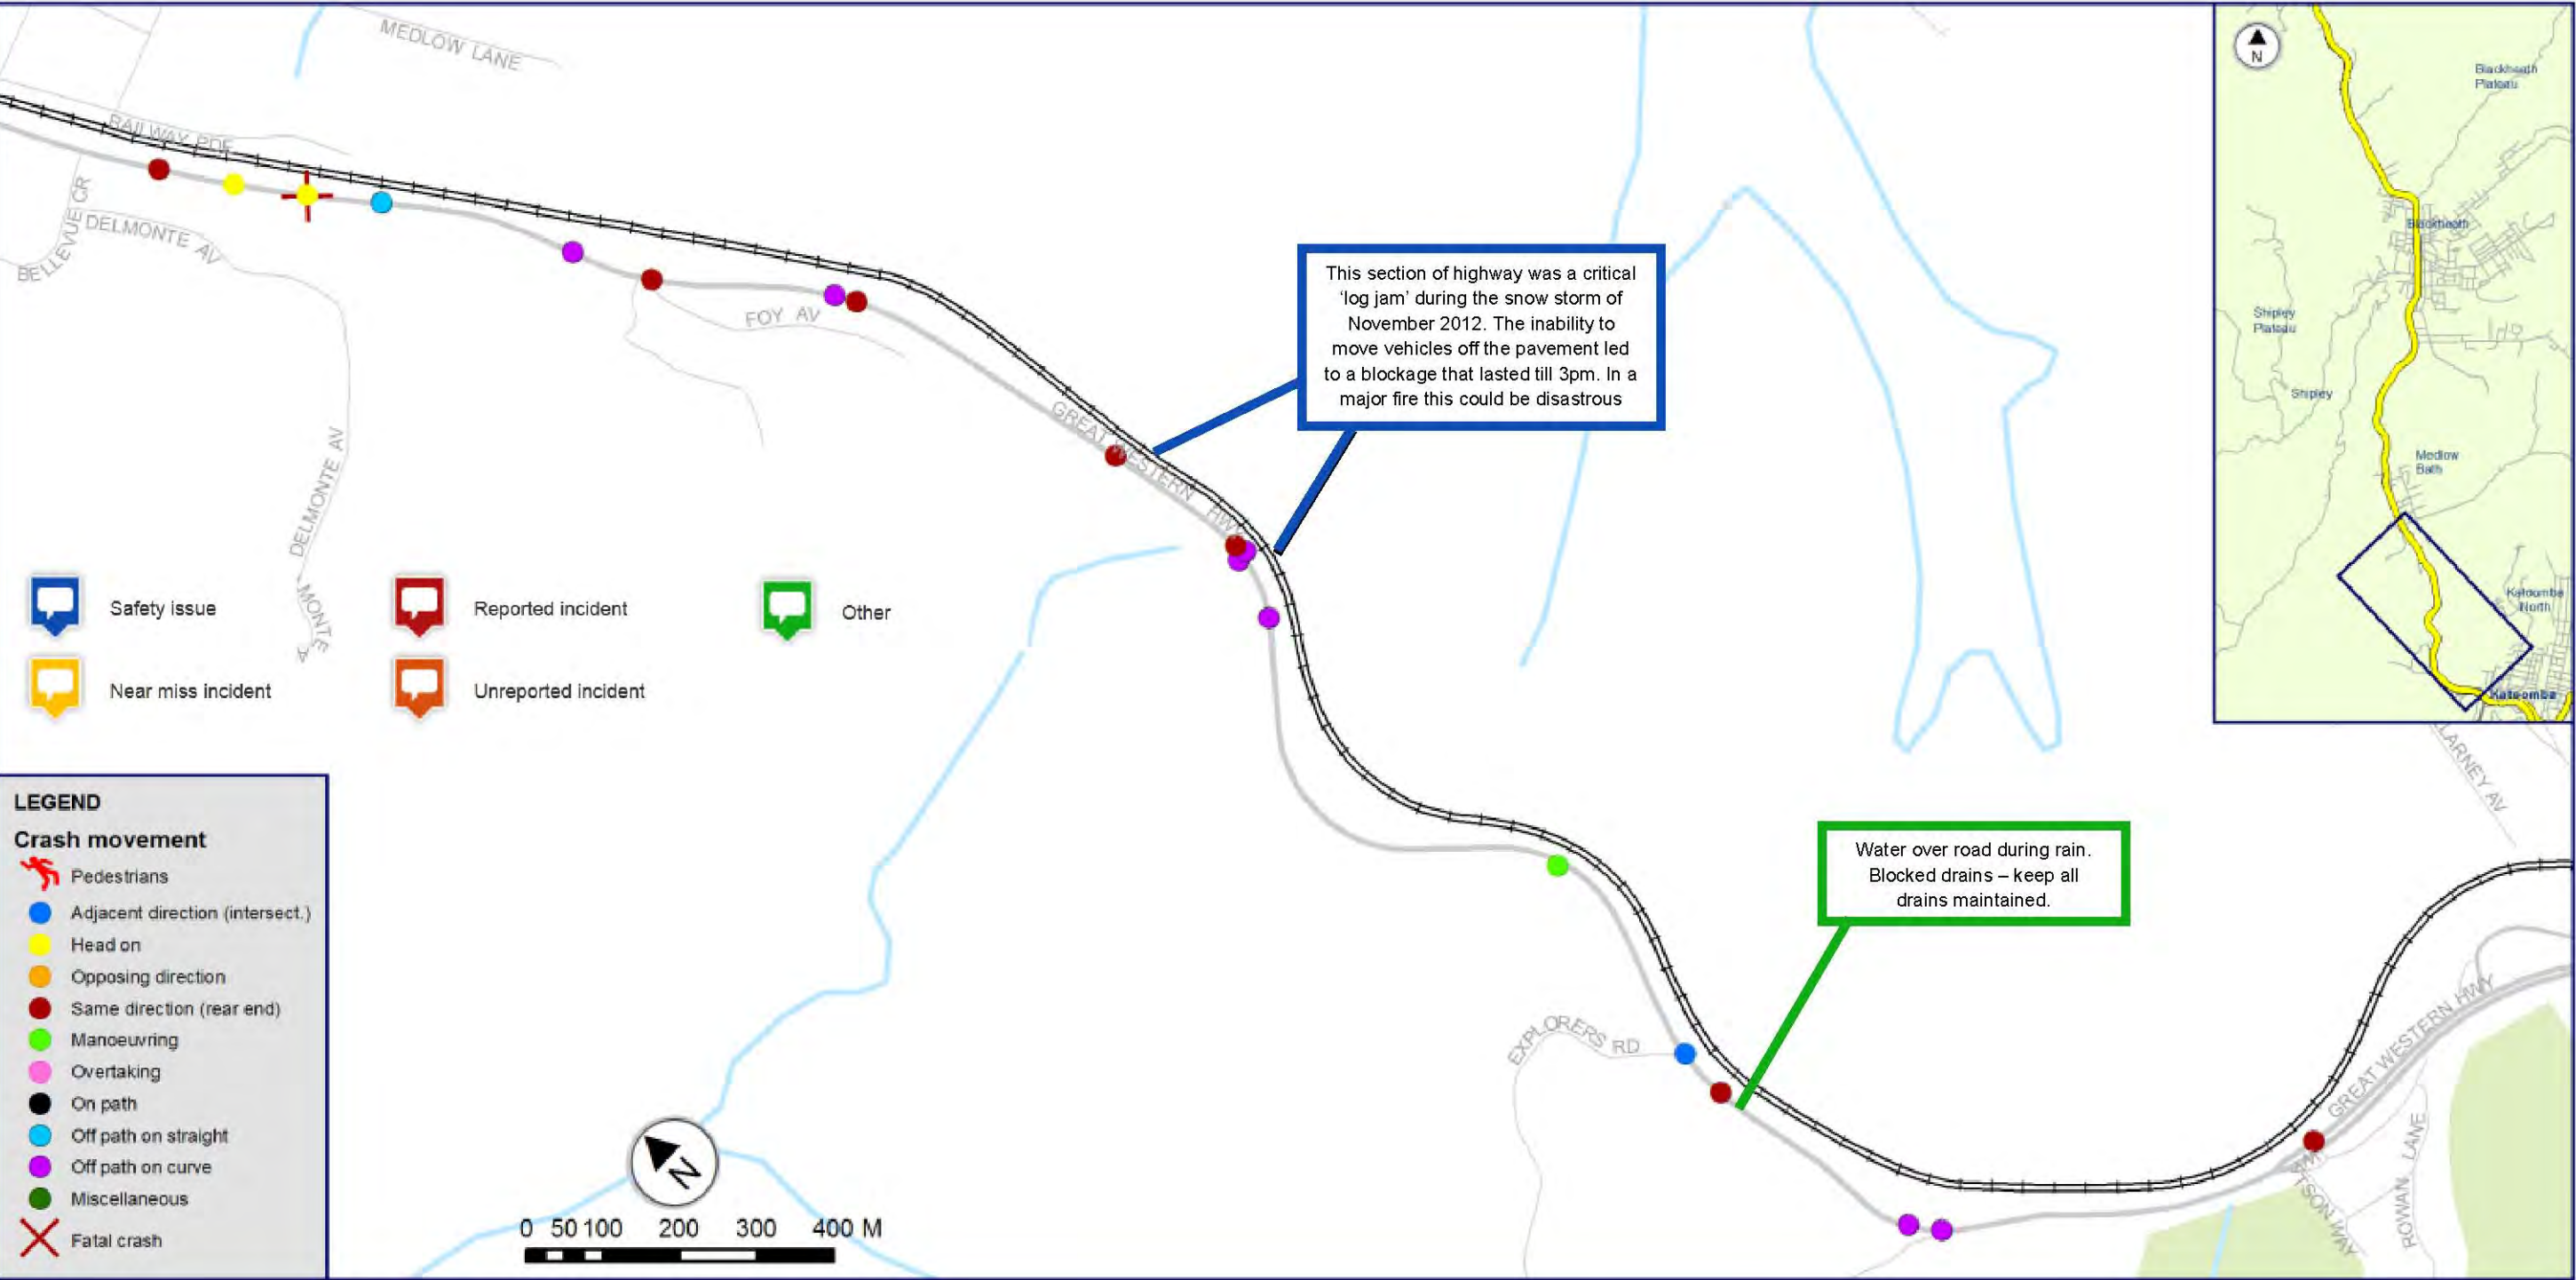 MEDLOW LANE
RAILWAY PDE
BELLEVUE CR
DELMONTE AV
FOY AV
DELMONTE AV
MONTE
GREAT WESTERN HWY
This section of highway was a critical
‘log jam’ during the snow storm of
November 2012. The inability to
move vehicles off the pavement led
to a blockage that lasted till 3pm. In a
major fire this could be disastrous
N
Blackheath
Plateau
Blackheath
Shipley
Plateau
Shipley
Medlow
Bath
Katoomba
North
Katoomba
Safety issue
Reported incident
Other
Near miss incident
Unreported incident
LARNEY AV
Water over road during rain.
Blocked drains – keep all
drains maintained.
EXPLORERS RD
GREAT WESTERN HWY
ROWAN LANE
TSON WAY
LEGEND
Crash movement
Pedestrians
Adjacent direction (intersect.)
Head on
Opposing direction
Same direction (rear end)
Manoeuvring
Overtaking
On path
Off path on straight
Off path on curve
Miscellaneous
Fatal crash
N
0 50 100 200 300 400 M